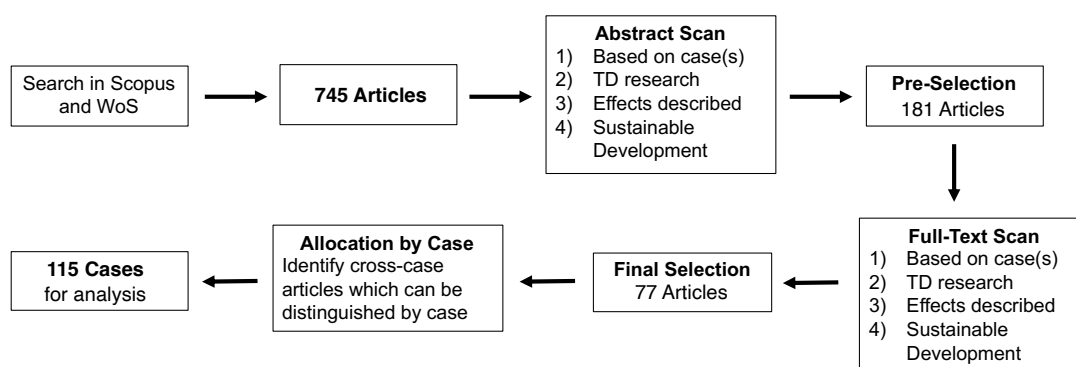 Search in Scopus
and WoS
745 Articles
Abstract Scan
1) Based on case(s)
2) TD research
3) Effects described
4) Sustainable
Development
Pre-Selection
181 Articles
Full-Text Scan
1) Based on case(s)
2) TD research
3) Effects described
4) Sustainable
Development
Final Selection
77 Articles
Allocation by Case
Identify cross-case
articles which can be
distinguished by case
115 Cases
for analysis